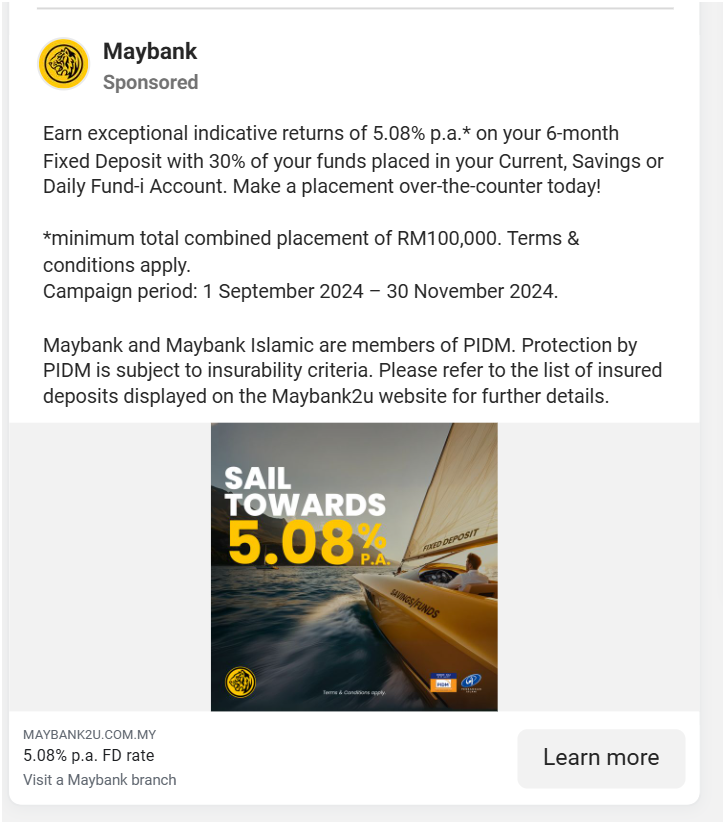 Maybank
Sponsored
Earn exceptional indicative returns of 5.08% p.a.* on your 6-month
Fixed Deposit with 30% of your funds placed in your Current, Savings or
Daily Fund-i Account. Make a placement over-the-counter today!
*minimum total combined placement of RM100,000. Terms &
conditions apply.
Campaign period: 1 September 2024 – 30 November 2024.
Maybank and Maybank Islamic are members of PIDM. Protection by
PIDM is subject to insurability criteria. Please refer to the list of insured
deposits displayed on the Maybank2u website for further details.
SAIL
TOWARDS
5.08%
P.A.
FIXED DEPOSIT
SAVINGS/FUNDS
Terms & Conditions apply.
PIDM
MAYBANK2U.COM.MY
5.08% p.a. FD rate
Visit a Maybank branch
Learn more